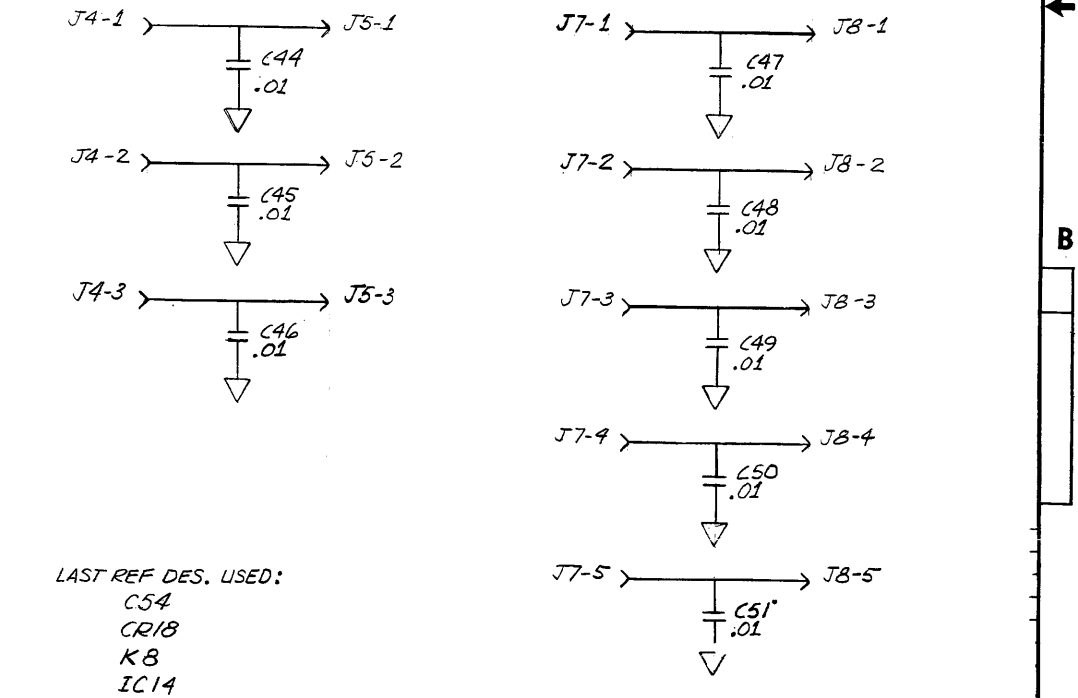 J4-1 J5-1
C44
.01
J4-2 J5-2
C45
.01
J4-3 J5-3
C46
.01
J7-1 J8-1
C47
.01
J7-2 J8-2
C48
.01
J7-3 J8-3
C49
.01
J7-4 J8-4
C50
.01
J7-5 J8-5
C51
.01
B
LAST REF DES. USED:
C54
CR18
K8
IC14